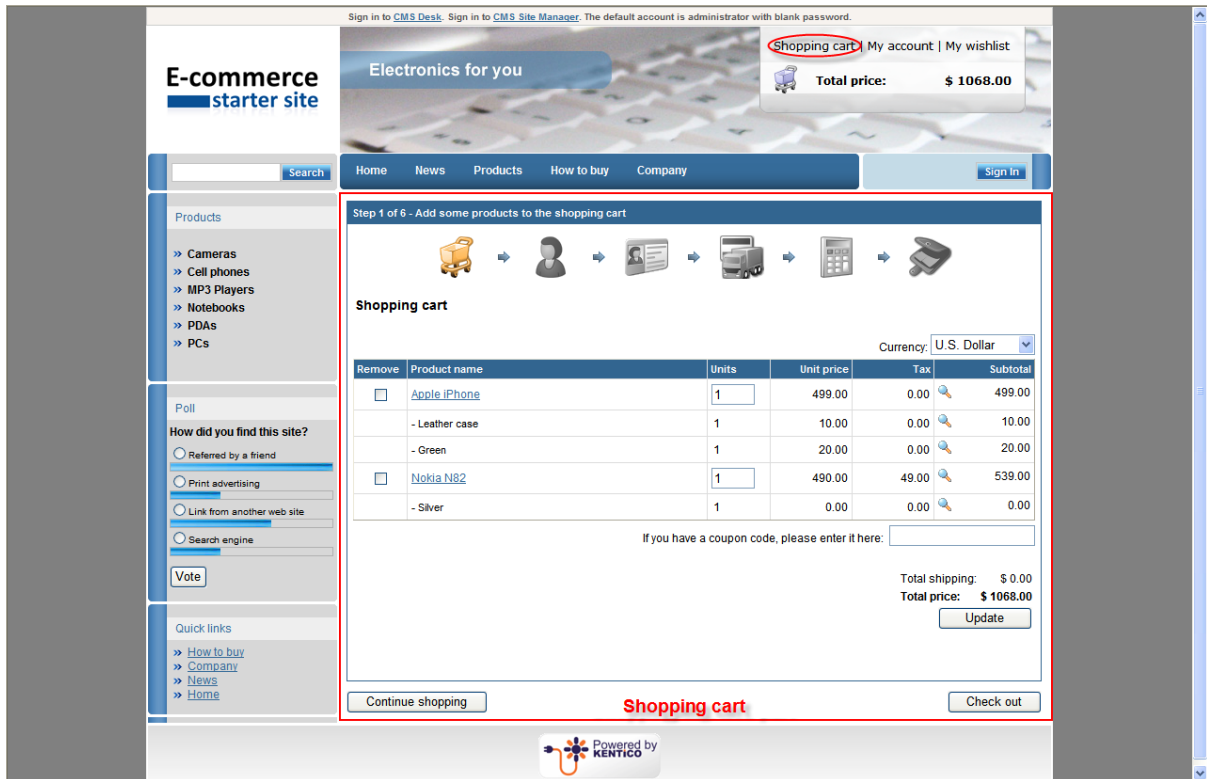 Sign in to CMS Desk. Sign in to CMS Site Manager. The default account is administrator with blank password.
E-commerce
starter site
Electronics for you
Shopping cart | My account | My wishlist
Total price: $ 1068.00
Search
Home News Products How to buy Company
Sign In
Products
» Cameras
» Cell phones
» MP3 Players
» Notebooks
» PDAs
» PCs
Poll
How did you find this site?
Referred by a friend
Print advertising
Link from another web site
Search engine
Vote
Quick links
» How to buy
» Company
» News
» Home
Step 1 of 6 - Add some products to the shopping cart
Shopping cart
Currency: U.S. Dollar
Remove Product name Units Unit price Tax Subtotal
Apple iPhone 1 499.00 0.00 499.00
- Leather case 1 10.00 0.00 10.00
- Green 1 20.00 0.00 20.00
Nokia N82 1 490.00 49.00 539.00
- Silver 1 0.00 0.00 0.00
If you have a coupon code, please enter it here:
Total shipping: $ 0.00
Total price: $ 1068.00
Update
Continue shopping
Shopping cart
Check out
Powered by
KENTICO